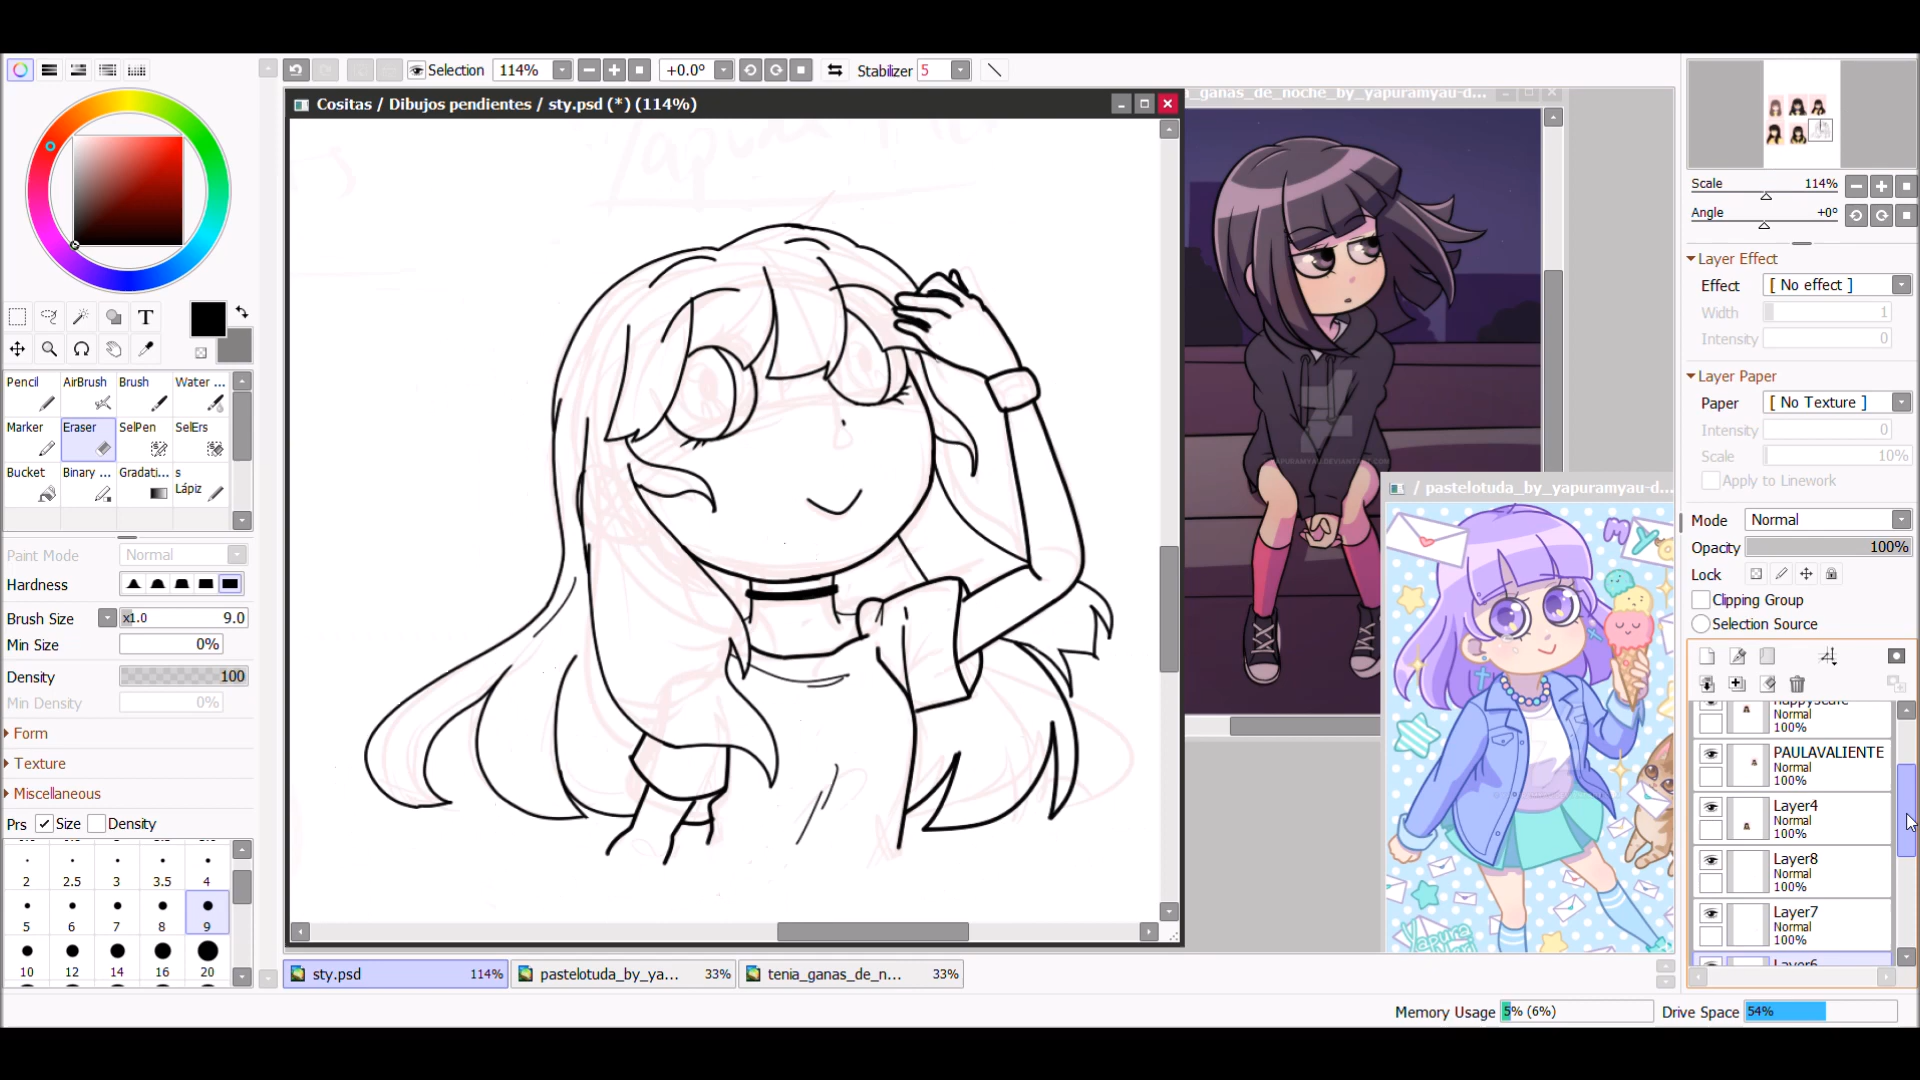 Selection
114%
+0.0°
Stabilizer 5
Cositas / Dibujos pendientes / sty.psd (*) (114%)
_ganas_de_noche_by_yapuramyau-d...
Scale 114%
Angle +0°
Layer Effect
Effect [ No effect ]
Width 1
Intensity 0
Layer Paper
Paper [ No Texture ]
Intensity 0
Scale 10%
Apply to Linework
Mode Normal
Opacity 100%
Lock
Clipping Group
Selection Source
T
Pencil AirBrush Brush Water ...
Marker Eraser SelPen SelErs
Bucket Binary ... Gradati... s
Lápiz
/ pastelotuda_by_yapuramyau-d...
Paint Mode Normal
Hardness
Brush Size x1.0 9.0
Min Size 0%
Density 100
Min Density 0%
Form
Texture
Miscellaneous
Prs Size Density
2 2.5 3 3.5 4
5 6 7 8 9
10 12 14 16 20
Normal
100%
PAULAVALIENTE
Normal
100%
Layer4
Normal
100%
Layer8
Normal
100%
Layer7
Normal
100%
Layer6
sty.psd 114%
pastelotuda_by_ya... 33%
tenia_ganas_de_n... 33%
Memory Usage 5% (6%)
Drive Space 54%